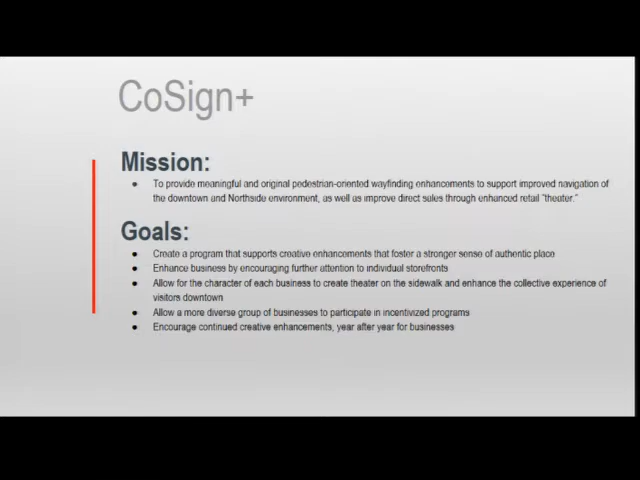 CoSign+
Mission:
● To provide meaningful and original pedestrian-oriented wayfinding enhancements to support improved navigation of
the downtown and Northside environment, as well as improve direct sales through enhanced retail “theater.”
Goals:
● Create a program that supports creative enhancements that foster a stronger sense of authentic place
● Enhance business by encouraging further attention to individual storefronts
● Allow for the character of each business to create theater on the sidewalk and enhance the collective experience of
visitors downtown
● Allow a more diverse group of businesses to participate in incentivized programs
● Encourage continued creative enhancements, year after year for businesses